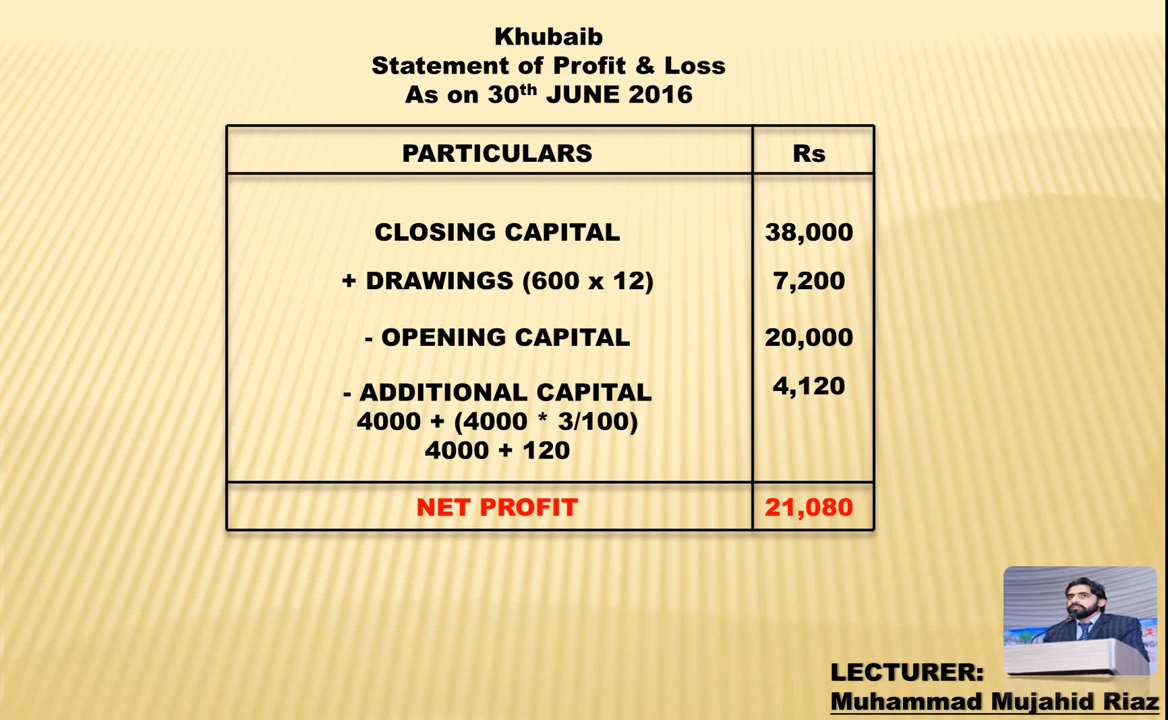 Khubaib
Statement of Profit & Loss
As on 30th JUNE 2016
PARTICULARS Rs
CLOSING CAPITAL 38,000
+ DRAWINGS (600 x 12) 7,200
- OPENING CAPITAL 20,000
- ADDITIONAL CAPITAL 4,120
4000 + (4000 * 3/100)
4000 + 120
NET PROFIT 21,080
LECTURER:
Muhammad Mujahid Riaz